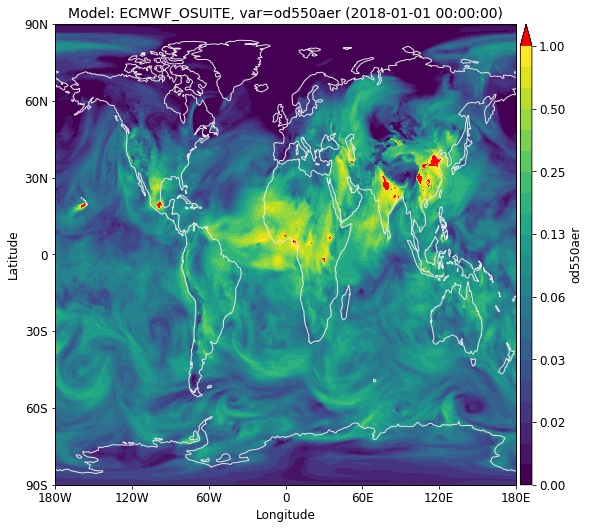 Model: ECMWF_OSUITE, var=od550aer (2018-01-01 00:00:00)
90N
60N
30N
0
30S
60S
90S
Latitude
180W 120W 60W 0 60E 120E 180E
Longitude
1.00
0.50
0.25
0.13
0.06
0.03
0.02
0.00
od550aer